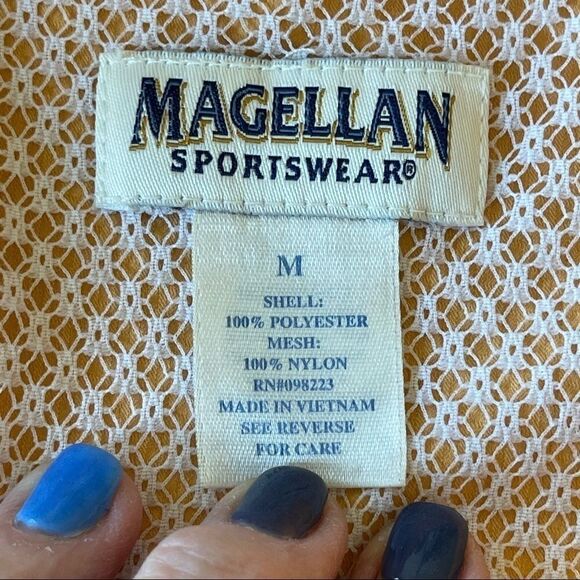 MAGELLAN
SPORTSWEAR®
M
SHELL:
100% POLYESTER
MESH:
100% NYLON
RN#098223
MADE IN VIETNAM
SEE REVERSE
FOR CARE